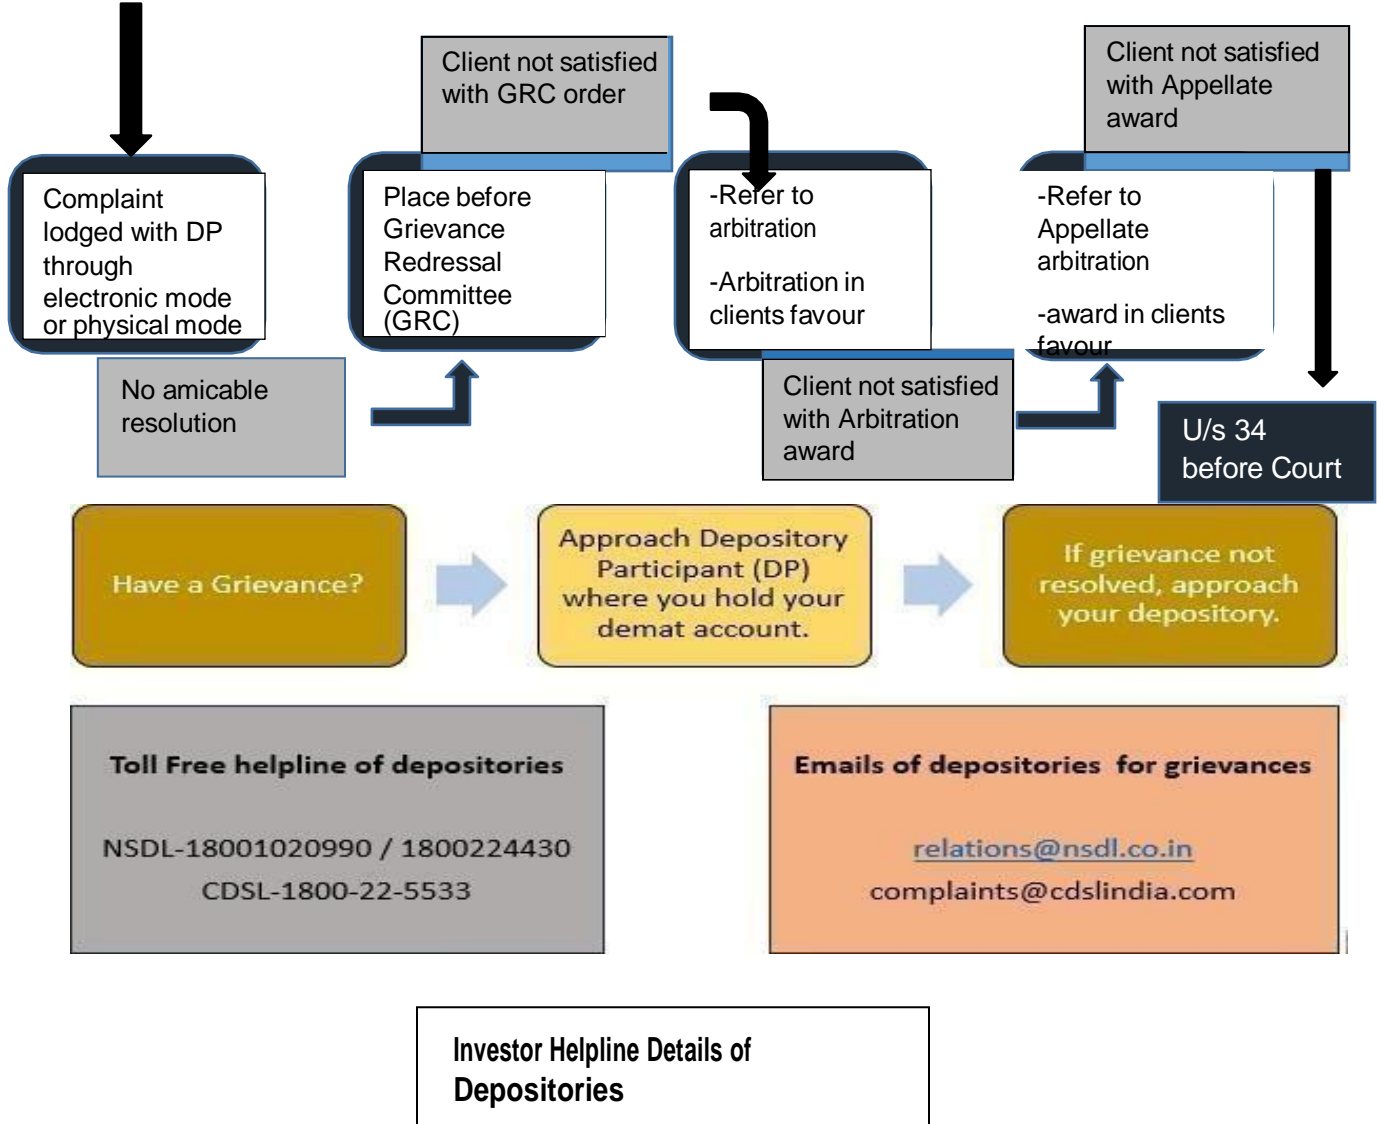 Client not satisfied
with GRC order
Client not satisfied
with Appellate
award
Complaint
lodged with DP
through
electronic mode
or physical mode
Place before
Grievance
Redressal
Committee
(GRC)
-Refer to
arbitration
-Arbitration in
clients favour
-Refer to
Appellate
arbitration
-award in clients
favour
No amicable
resolution
Client not satisfied
with Arbitration
award
U/s 34
before Court
Have a Grievance?
Approach Depository
Participant (DP)
where you hold your
demat account.
If grievance not
resolved, approach
your depository.
Toll Free helpline of depositories
NSDL-18001020990 / 1800224430
CDSL-1800-22-5533
Emails of depositories for grievances
relations@nsdl.co.in
complaints@cdslindia.com
Investor Helpline Details of
Depositories